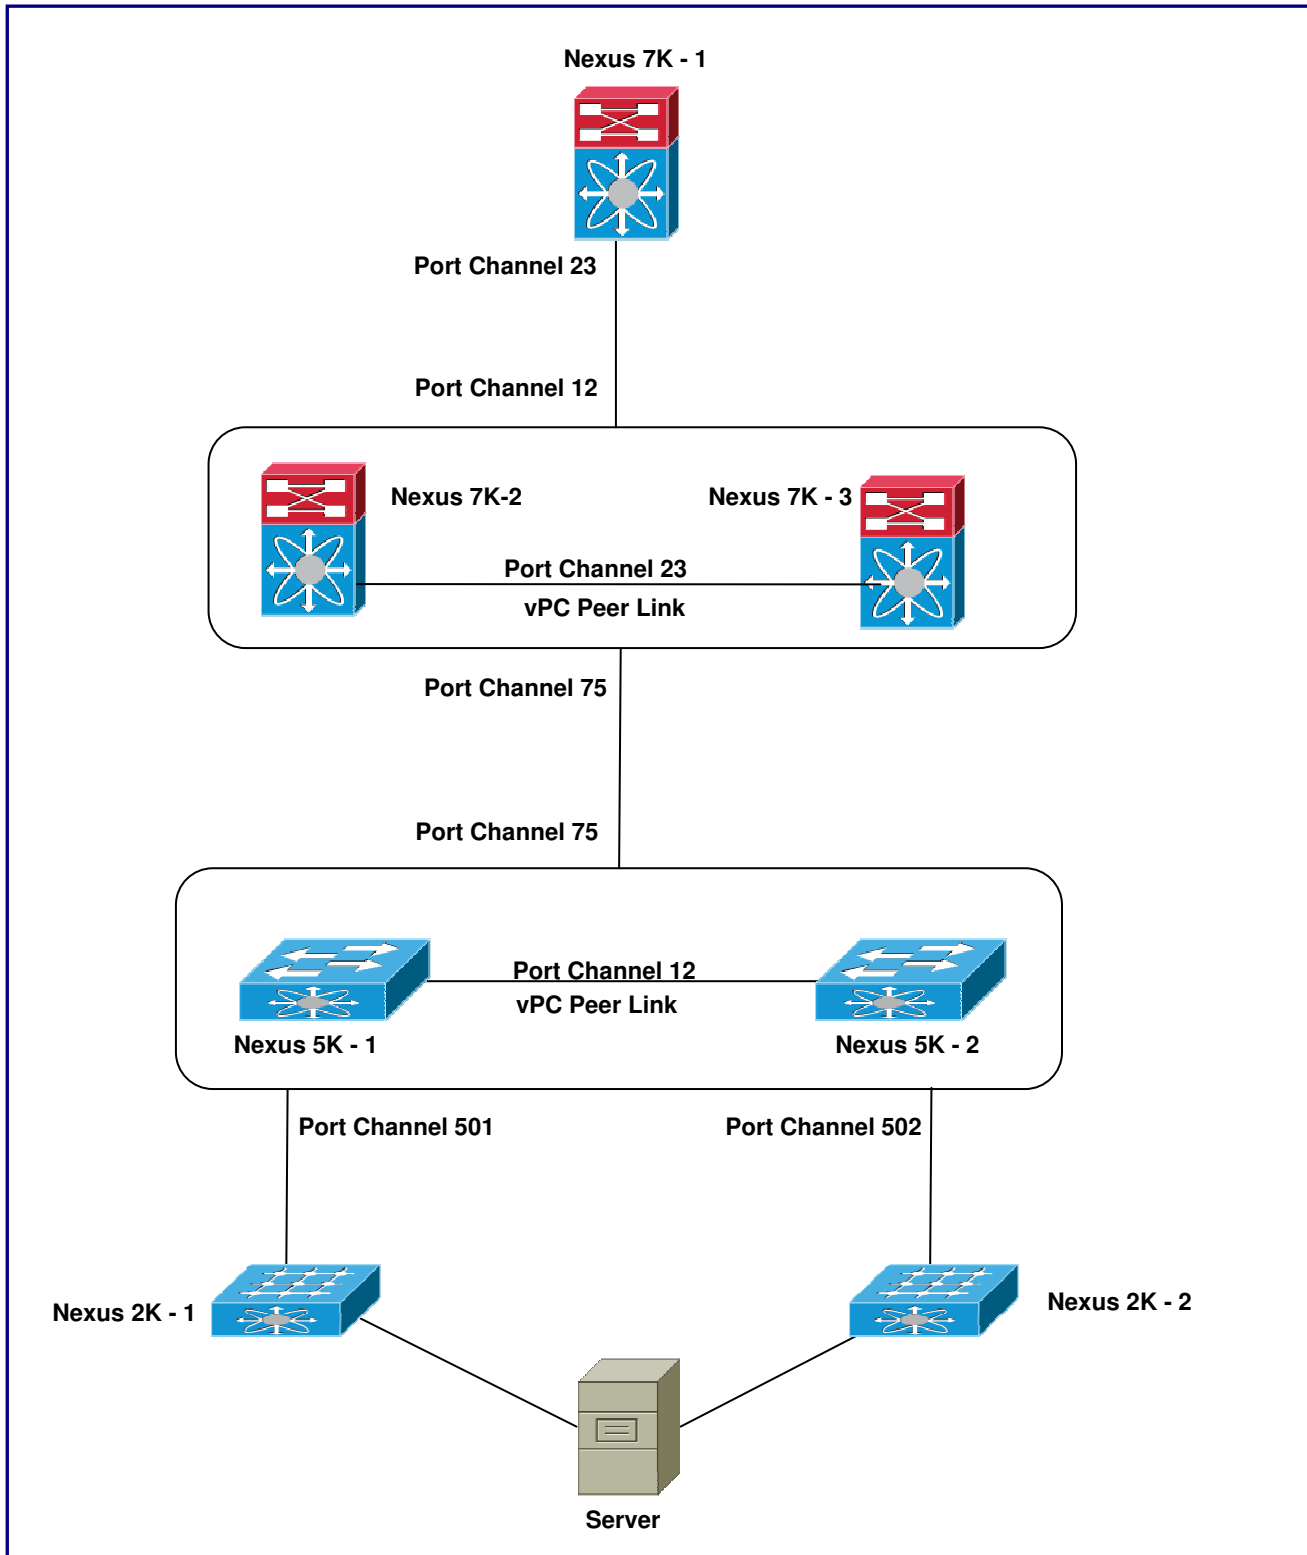 Nexus 7K - 1
Port Channel 23
Port Channel 12
Nexus 7K-2
Nexus 7K - 3
Port Channel 23
vPC Peer Link
Port Channel 75
Port Channel 75
Port Channel 12
vPC Peer Link
Nexus 5K - 1
Nexus 5K - 2
Port Channel 501
Port Channel 502
Nexus 2K - 1
Nexus 2K - 2
Server